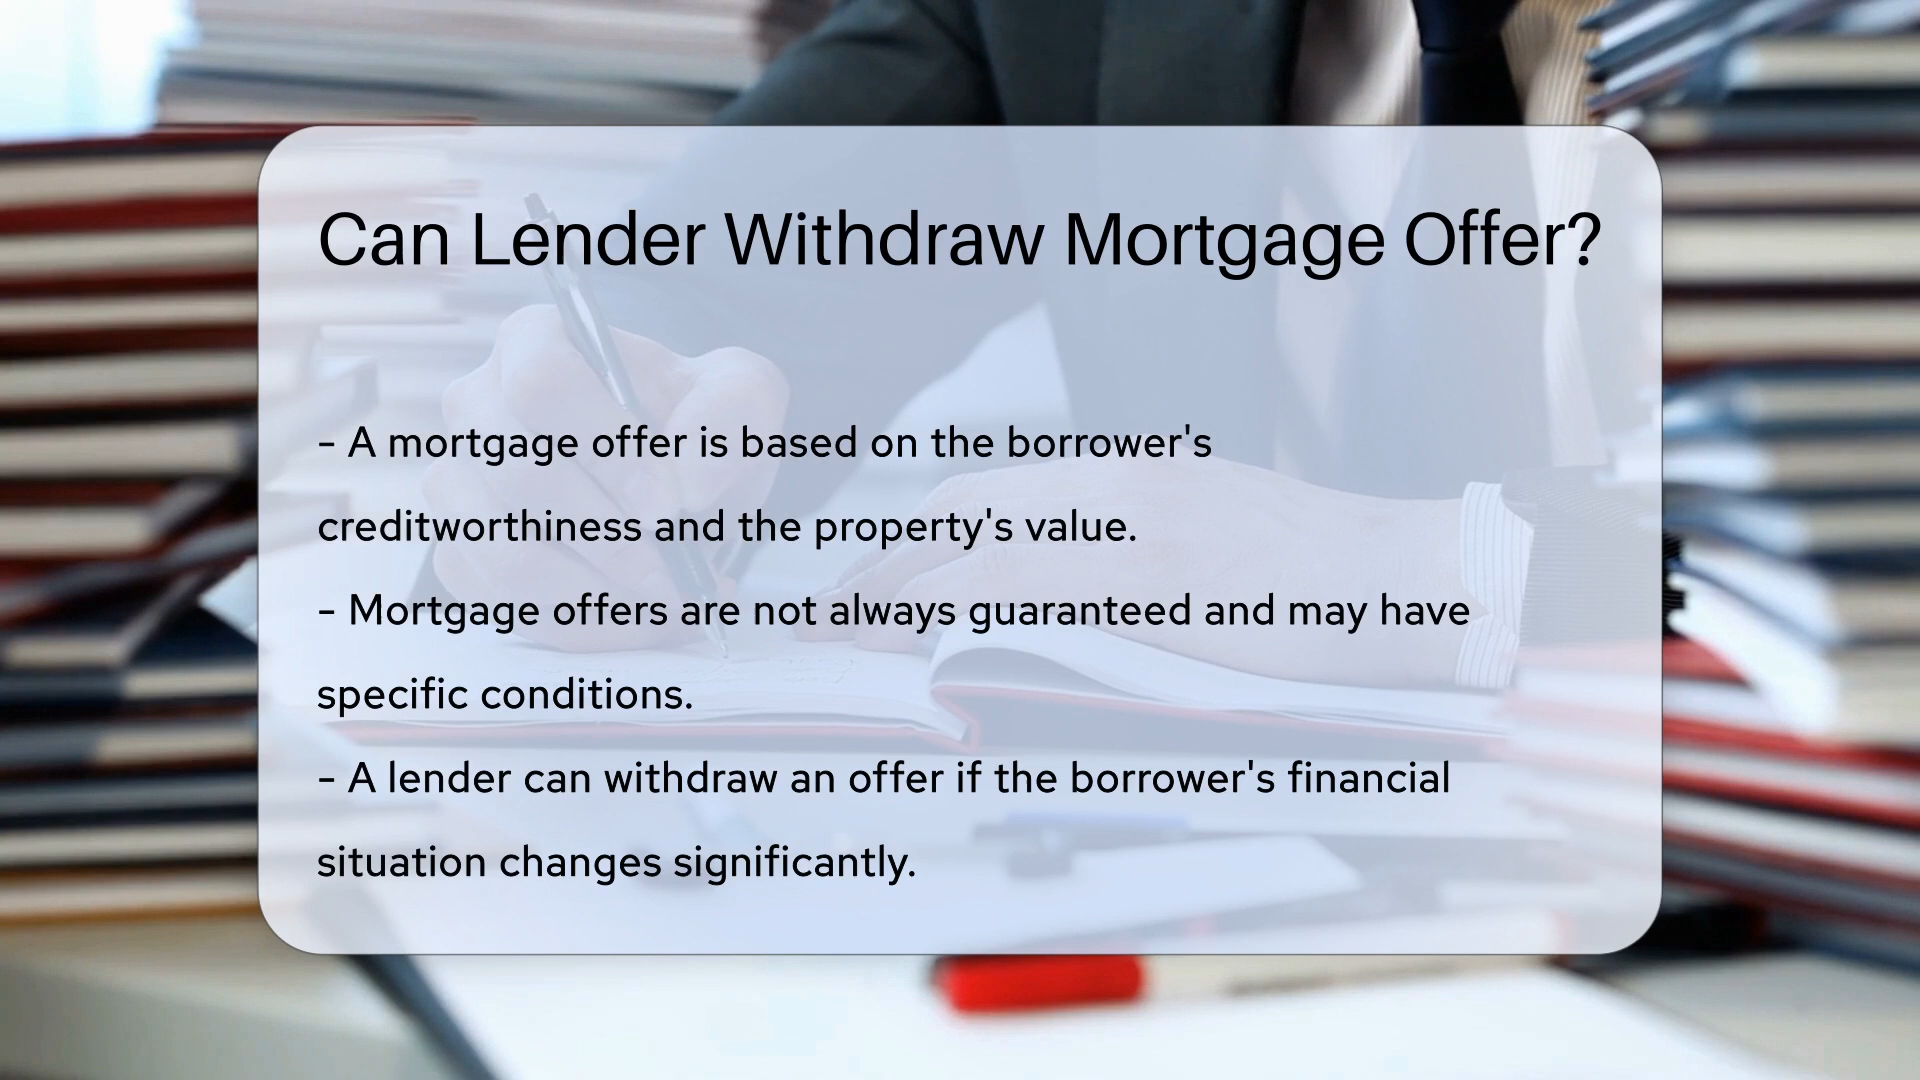 Can Lender Withdraw Mortgage Offer?
- A mortgage offer is based on the borrower's
creditworthiness and the property's value.
- Mortgage offers are not always guaranteed and may have
specific conditions.
- A lender can withdraw an offer if the borrower's financial
situation changes significantly.